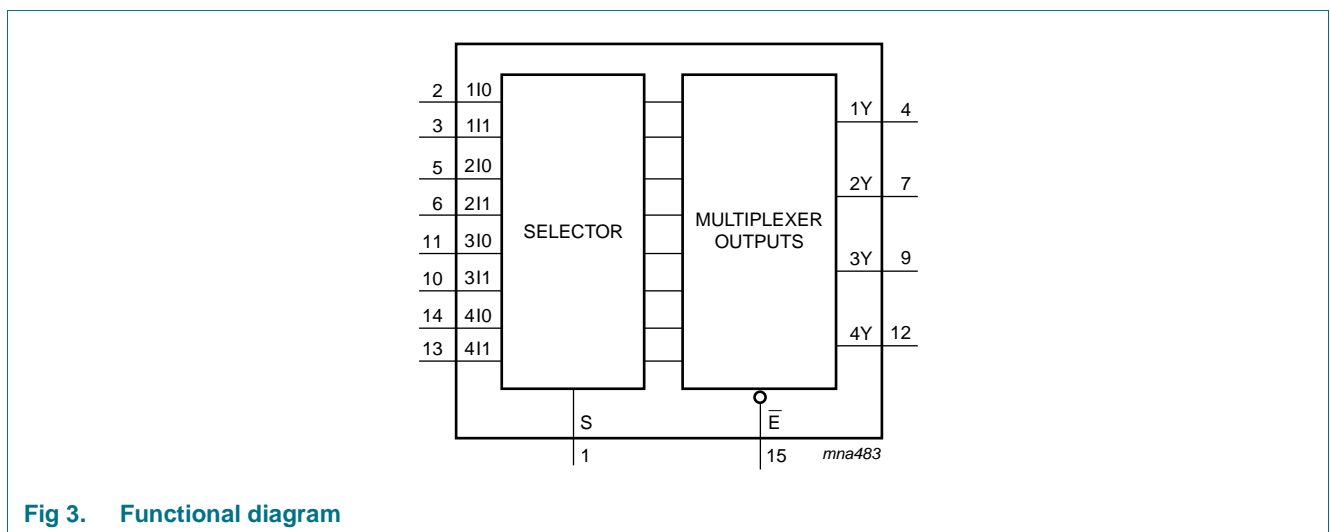 2 1I0
3 1I1
5 2I0
6 2I1
11 3I0
10 3I1
14 4I0
13 4I1
SELECTOR
MULTIPLEXER
OUTPUTS
1Y 4
2Y 7
3Y 9
4Y 12
S
E̅
1
15
mna483
Fig 3. Functional diagram